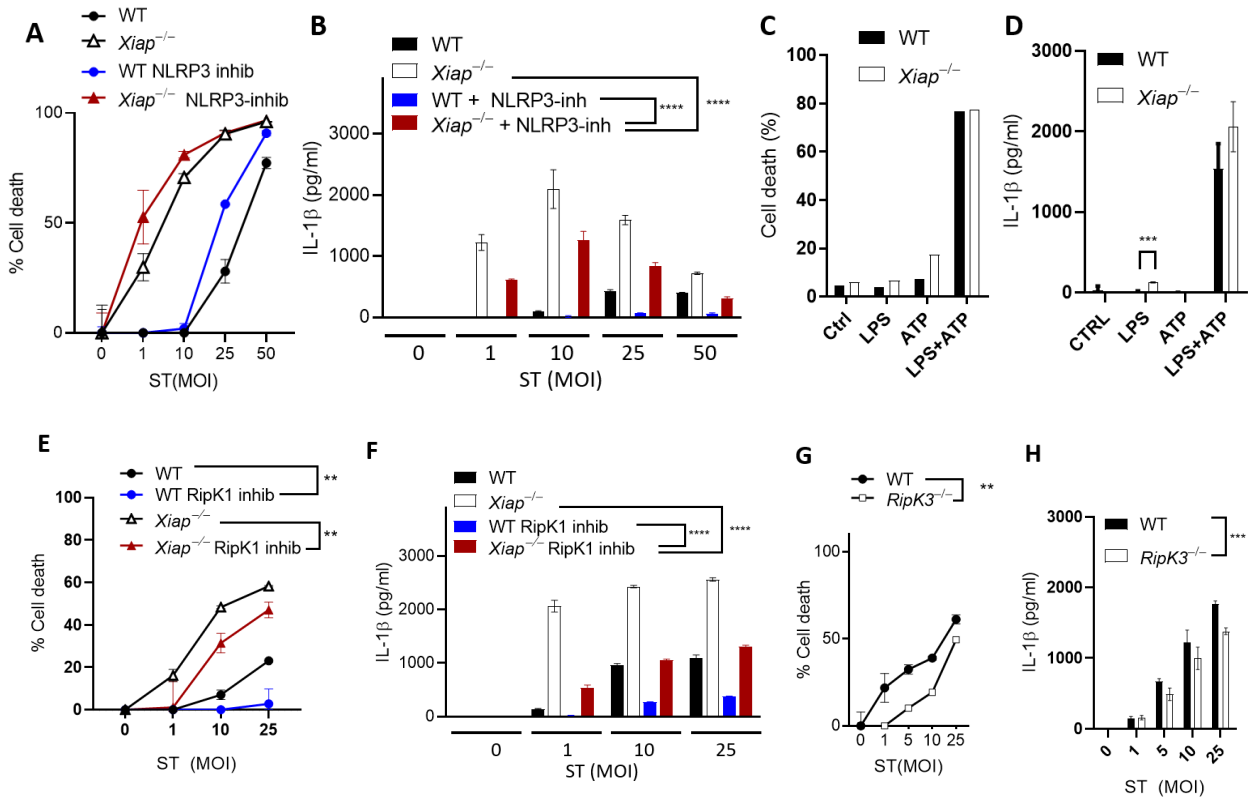 A
WT
Xiap−/−
WT NLRP3 inhib
Xiap−/− NLRP3-inhib
% Cell death
100
50
0
0 1 10 25 50
ST(MOI)
B
WT
Xiap−/−
WT + NLRP3-inh
Xiap−/− + NLRP3-inh
****
****
IL-1β (pg/ml)
3000
2000
1000
0
0 1 10 25 50
ST (MOI)
C
WT
Xiap−/−
Cell death (%)
100
80
60
40
20
0
Ctrl
LPS
ATP
LPS+ATP
D
WT
Xiap−/−
IL-1β (pg/ml)
3000
2000
1000
0
***
CTRL
LPS
ATP
LPS+ATP
E
WT
WT RipK1 inhib
Xiap−/−
Xiap−/− RipK1 inhib
**
**
% Cell death
100
80
60
40
20
0
0 1 10 25
ST (MOI)
F
WT
Xiap−/−
WT RipK1 inhib
Xiap−/− RipK1 inhib
****
****
IL-1β (pg/ml)
3000
2000
1000
0
0 1 10 25
ST (MOI)
G
WT
RipK3−/−
**
% Cell death
100
50
0
0 1 5 10 25
ST(MOI)
H
WT
RipK3−/−
***
IL-1β (pg/ml)
3000
2000
1000
0
0 1 5 10 25
ST (MOI)